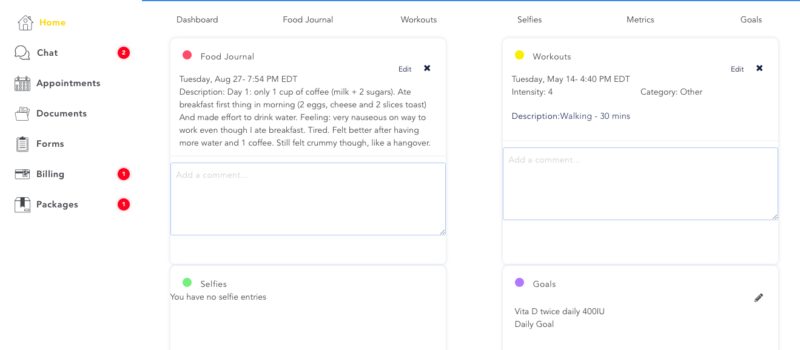 Home
Chat
2
Appointments
Documents
Forms
Billing
1
Packages
1
Dashboard
Food Journal
Workouts
Selfies
Metrics
Goals
Food Journal
Edit
Tuesday, Aug 27- 7:54 PM EDT
Description: Day 1: only 1 cup of coffee (milk + 2 sugars). Ate
breakfast first thing in morning (2 eggs, cheese and 2 slices toast)
And made effort to drink water. Feeling: very nauseous on way to
work even though I ate breakfast. Tired. Felt better after having
more water and 1 coffee. Still felt crummy though, like a hangover.
Add a comment...
Workouts
Edit
Tuesday, May 14- 4:40 PM EDT
Intensity: 4
Category: Other
Description:Walking - 30 mins
Add a comment...
Selfies
You have no selfie entries
Goals
Vita D twice daily 400IU
Daily Goal